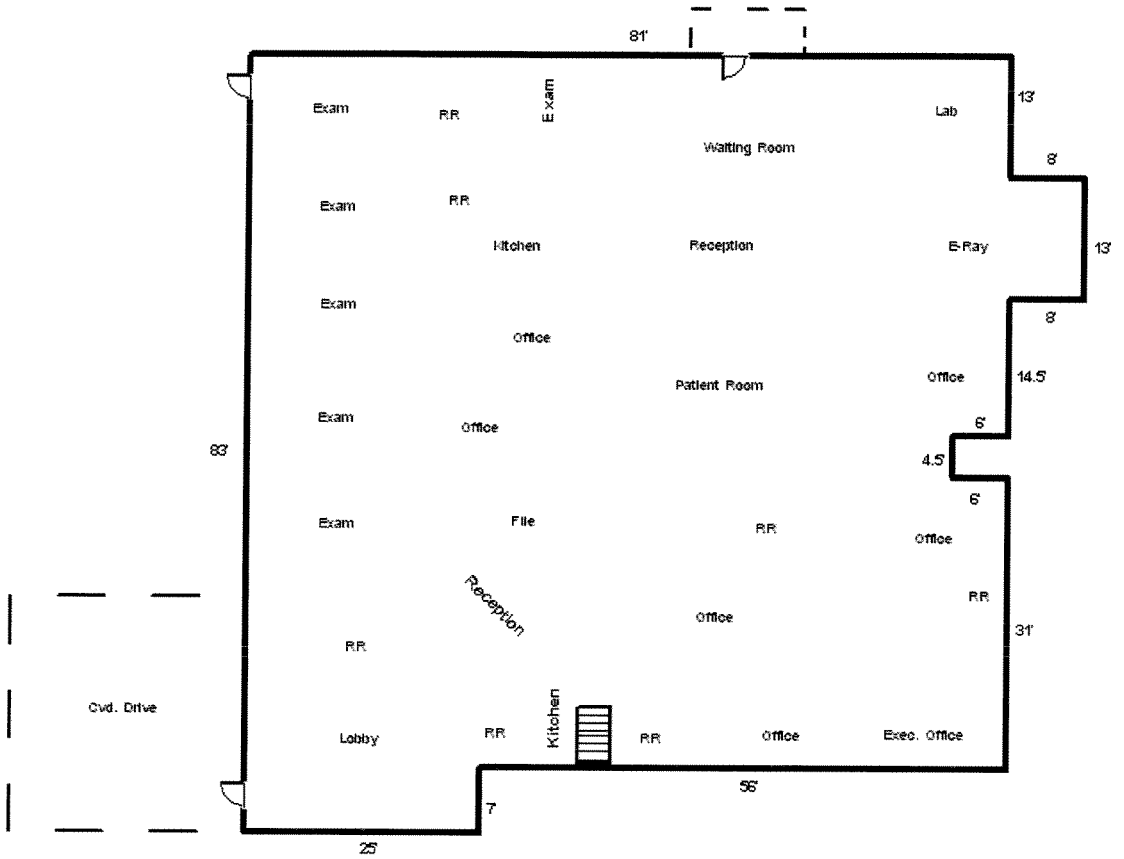 81'
Exam
RR
Exam
Lab
13'
Waiting Room
8'
Exam
RR
Kitchen
Reception
E-Ray
13'
Exam
8'
Office
Patient Room
Office
14.5'
Exam
Office
6'
83'
4.5'
6'
Exam
File
RR
Office
Reception
RR
Office
31'
RR
Cvd. Drive
Kitchen
Lobby
RR
RR
Office
Exec. Office
56'
7'
25'